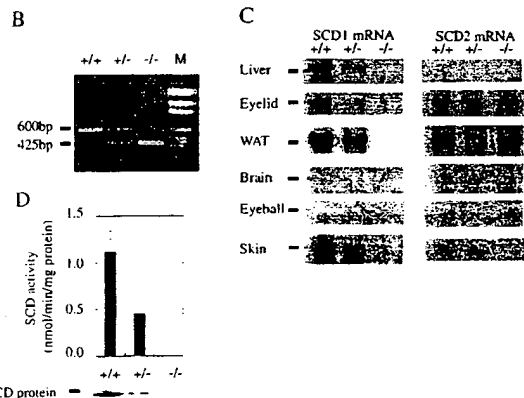 B
+/+ +/- -/- M
600bp
425bp
C
SCD1 mRNA SCD2 mRNA
+/+ +/- -/- +/+ +/- -/-
Liver
Eyelid
WAT
Brain
Eyeball
Skin
D
SCD activity
(nmol/min/mg protein)
1.5
1.0
0.5
0.0
+/+ +/- -/-
CD protein